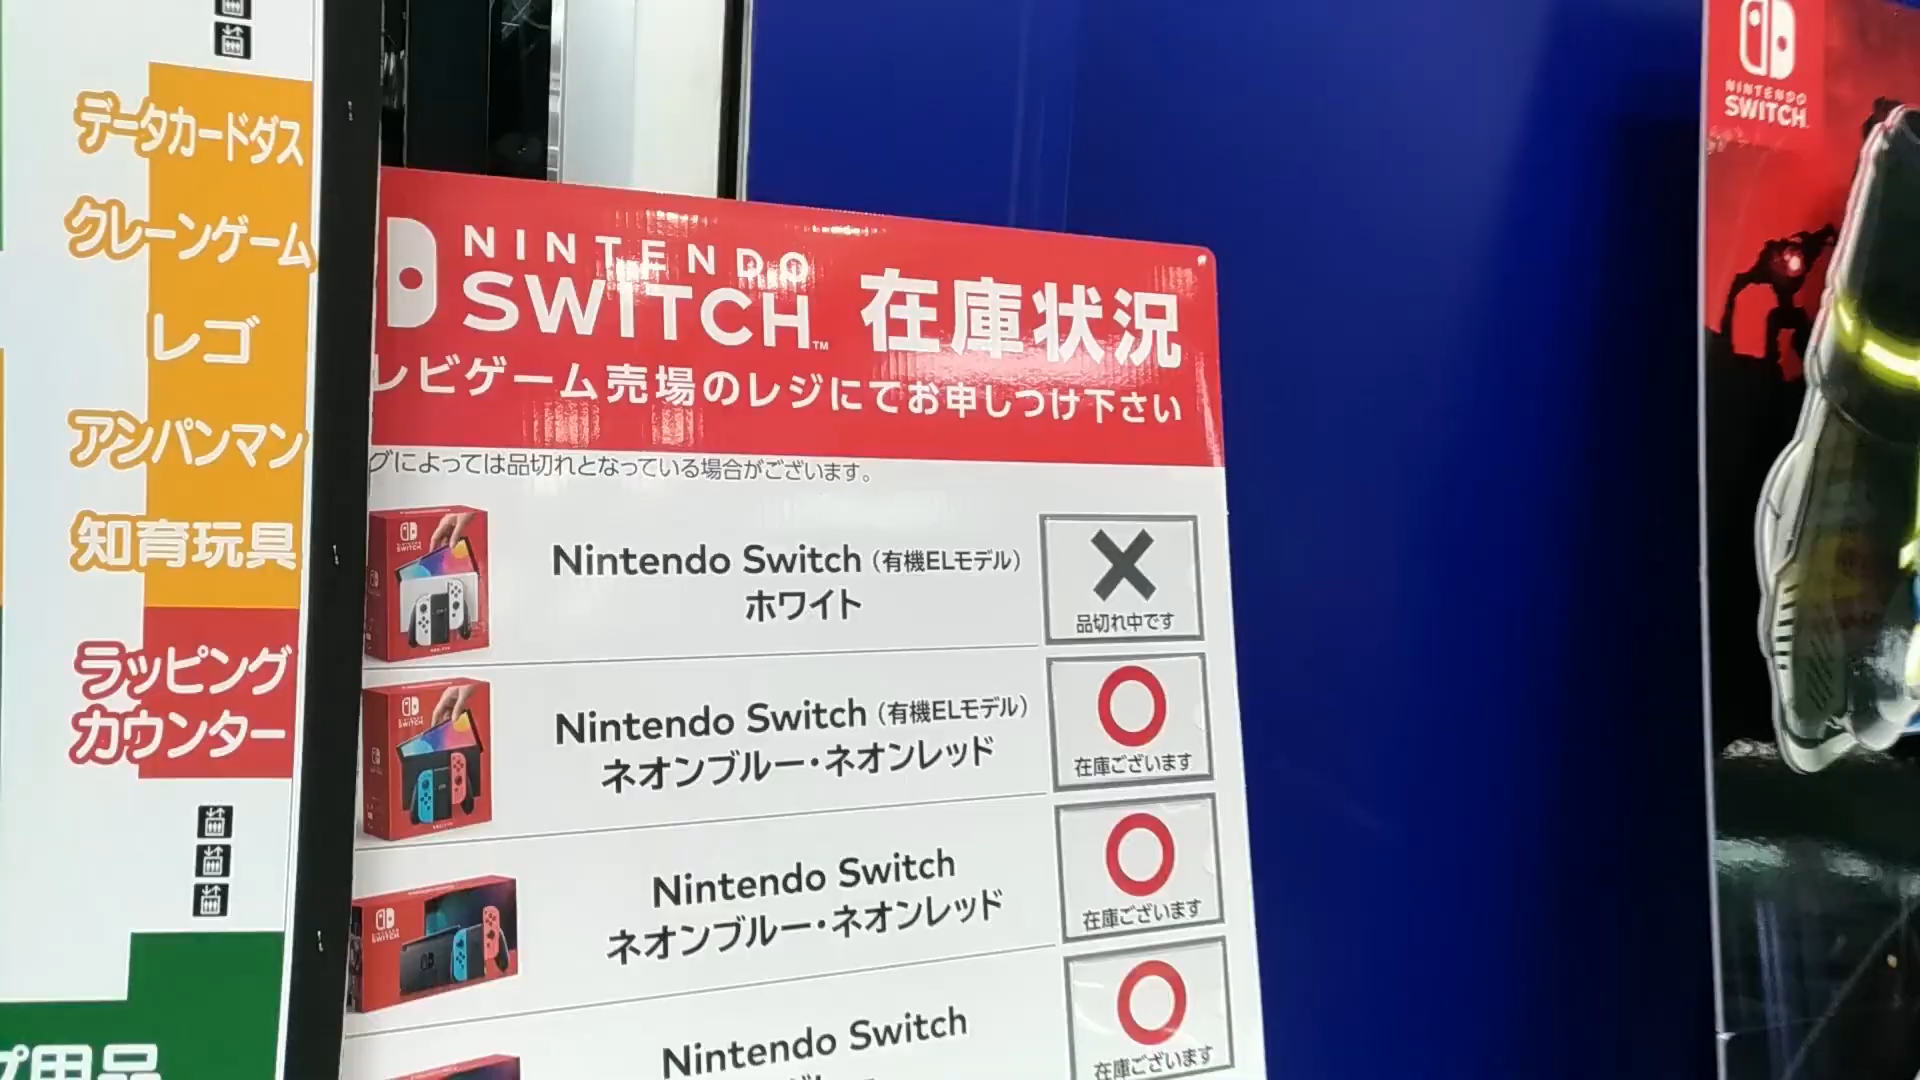 データカードダス
クレーンゲーム
レゴ
アンパンマン
知育玩具
ラッピング
カウンター
用品
NINTENDO
SWITCH™ 在庫状況
レビゲーム売場のレジにてお申しつけ下さい
グによっては品切れとなっている場合がございます。
Nintendo Switch（有機ELモデル）
ホワイト
品切れ中です
Nintendo Switch（有機ELモデル）
ネオンブルー・ネオンレッド
在庫ございます
Nintendo Switch
ネオンブルー・ネオンレッド
在庫ございます
Nintendo Switch
在庫ございます
NINTENDO
SWITCH